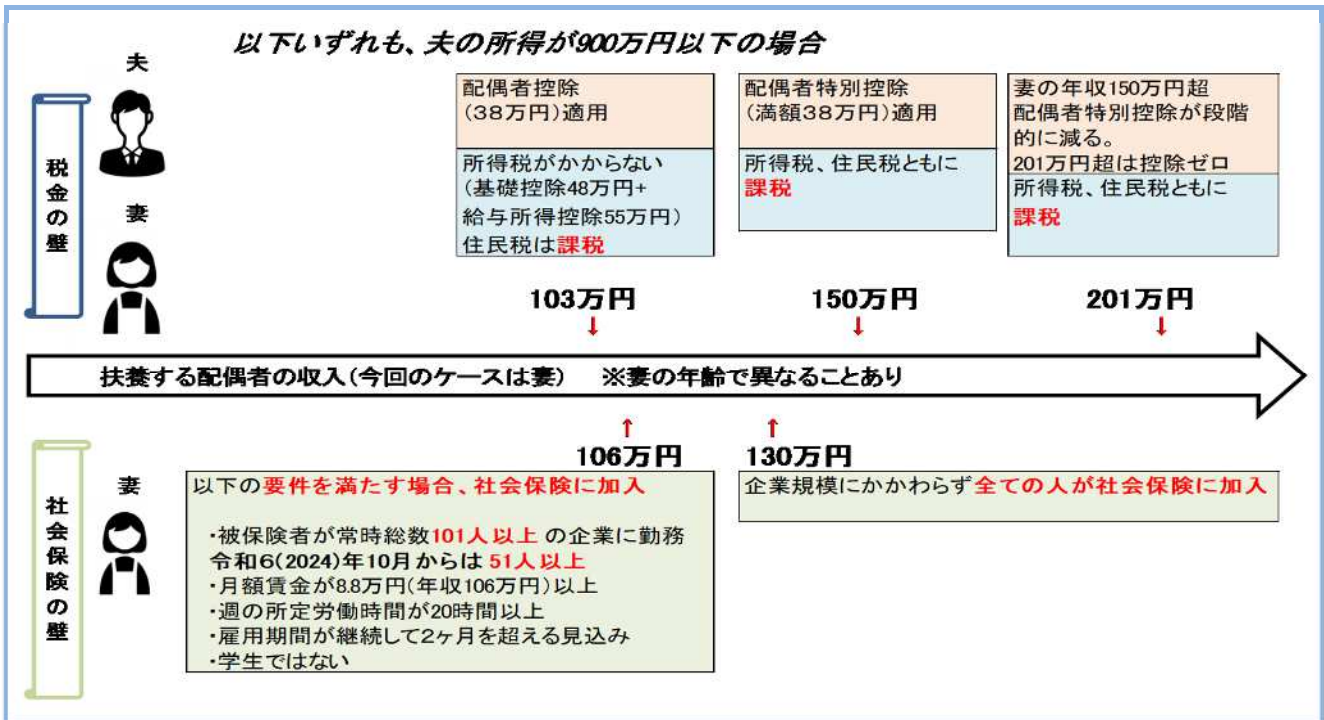 以下いずれも、夫の所得が900万円以下の場合
税金の壁
夫
妻
配偶者控除
(38万円)適用
所得税がかからない
(基礎控除48万円+
給与所得控除55万円)
住民税は課税
配偶者特別控除
(満額38万円)適用
所得税、住民税ともに
課税
妻の年収150万円超
配偶者特別控除が段階
的に減る。
201万円超は控除ゼロ
所得税、住民税ともに
課税
103万円
150万円
201万円
↓
↓
↓
扶養する配偶者の収入(今回のケースは妻) ※妻の年齢で異なることあり
↑
↑
106万円
130万円
社会保険の壁
妻
以下の要件を満たす場合、社会保険に加入
・被保険者が常時総数101人以上 の企業に勤務
令和6(2024)年10月からは 51人以上
・月額賃金が8.8万円(年収106万円)以上
・週の所定労働時間が20時間以上
・雇用期間が継続して2ヶ月を超える見込み
・学生ではない
企業規模にかかわらず全ての人が社会保険に加入